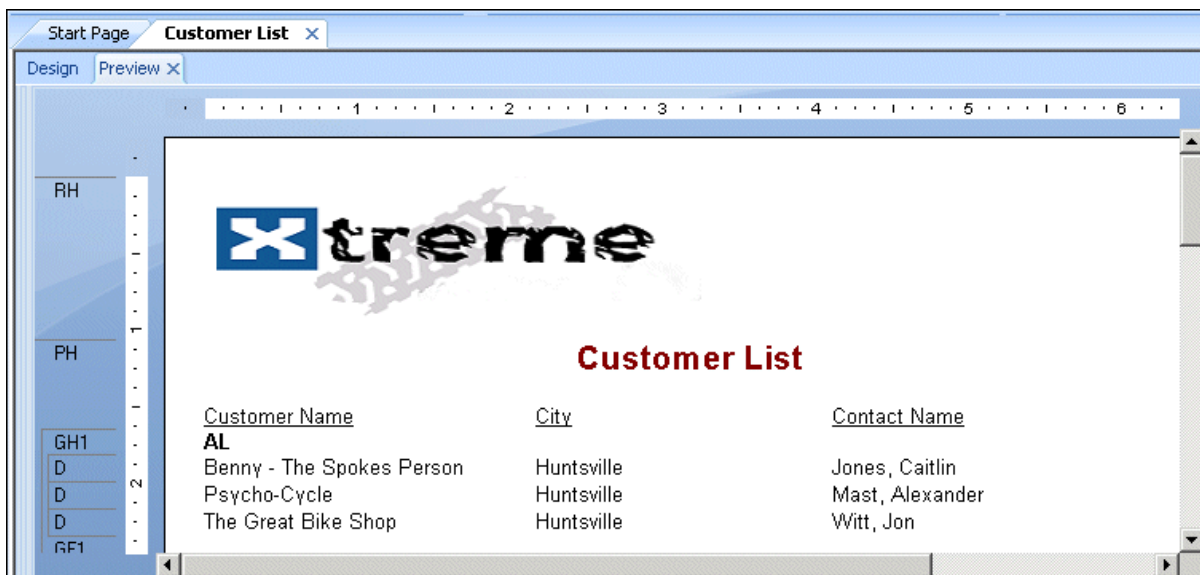 Start Page Customer List
Design Preview
1 2 3 4 5 6
RH
Xtreme
1
PH
Customer List
Customer Name City Contact Name
GH1 AL
D Benny - The Spokes Person Huntsville Jones, Caitlin
2
D Psycho-Cycle Huntsville Mast, Alexander
D The Great Bike Shop Huntsville Witt, Jon
GF1